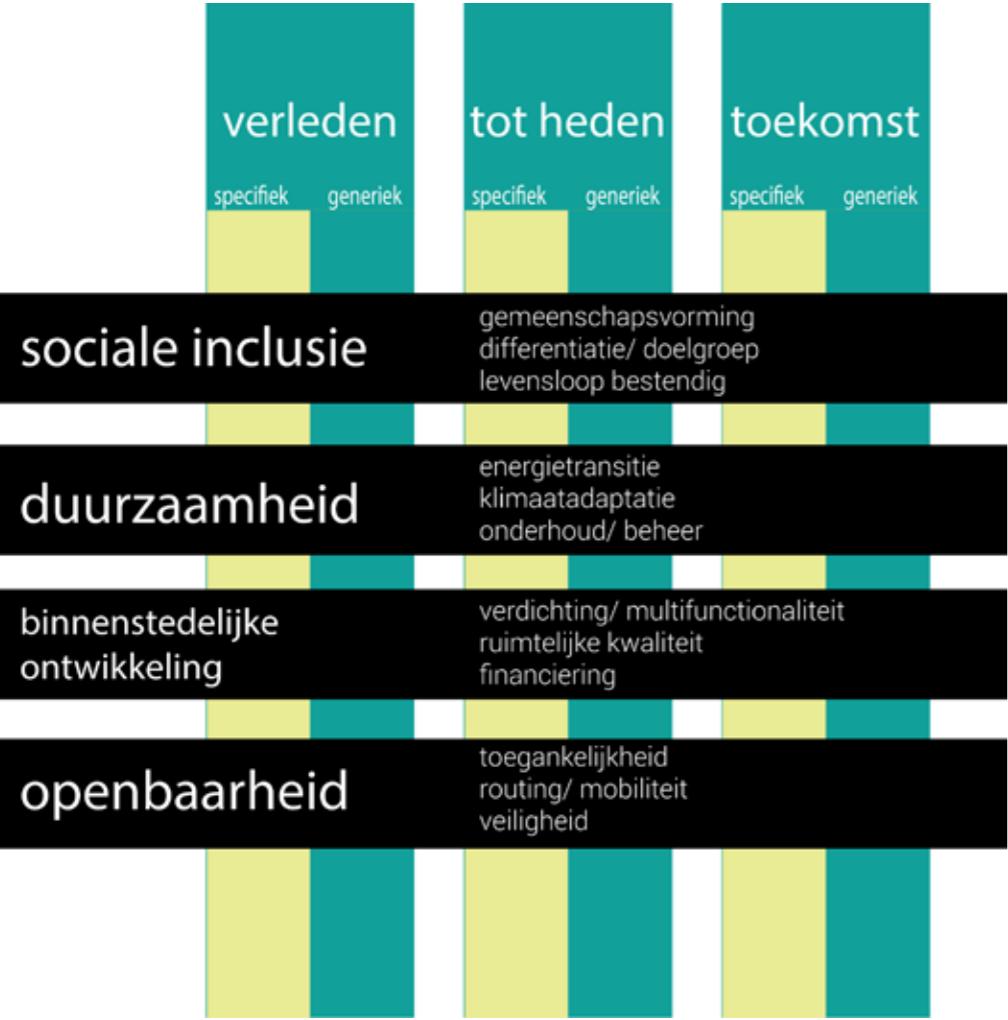 verleden tot heden toekomst
specifiek generiek specifiek generiek specifiek generiek
sociale inclusie
gemeenschapsvorming
differentiatie/ doelgroep
levensloop bestendig
duurzaamheid
energietransitie
klimaatadaptatie
onderhoud/ beheer
binnenstedelijke
ontwikkeling
verdichting/ multifunctionaliteit
ruimtelijke kwaliteit
financiering
openbaarheid
toegankelijkheid
routing/ mobiliteit
veiligheid